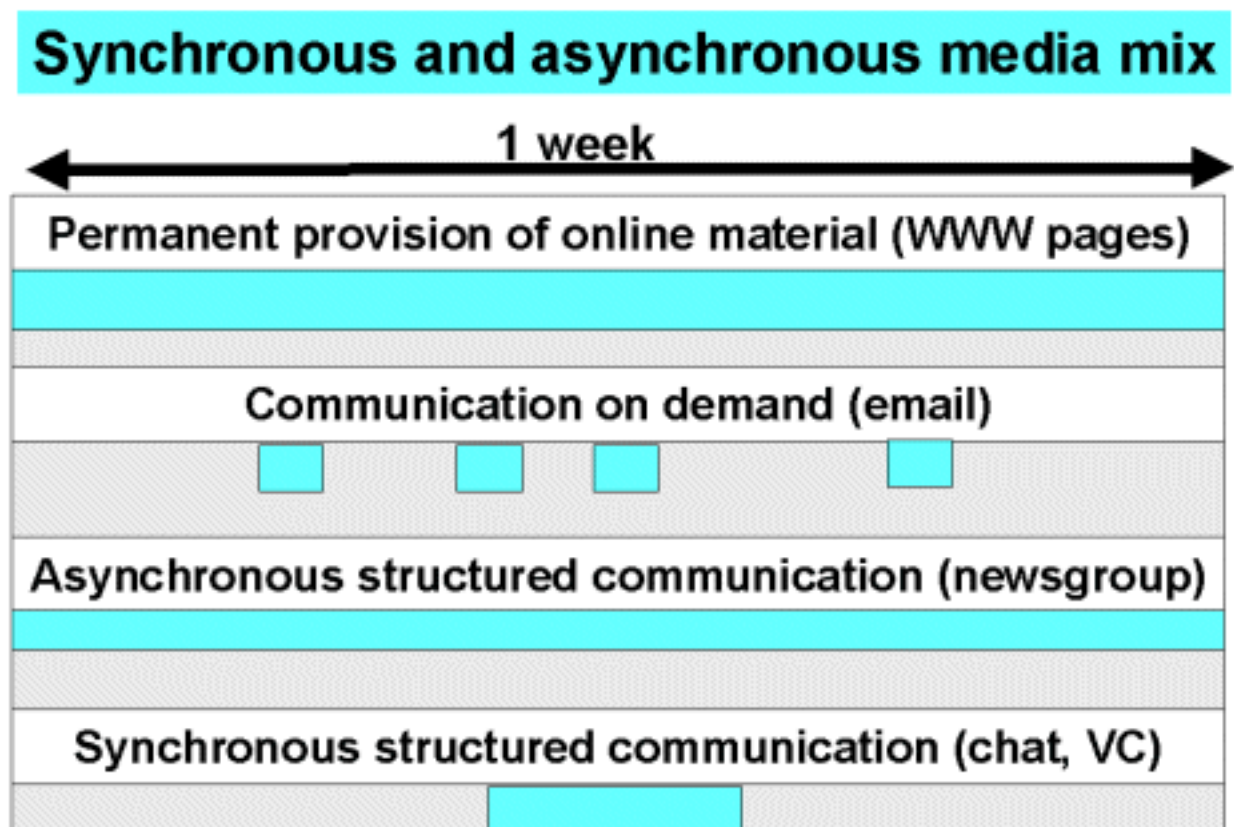 Synchronous and asynchronous media mix
1 week
Permanent provision of online material (WWW pages)
Communication on demand (email)
Asynchronous structured communication (newsgroup)
Synchronous structured communication (chat, VC)